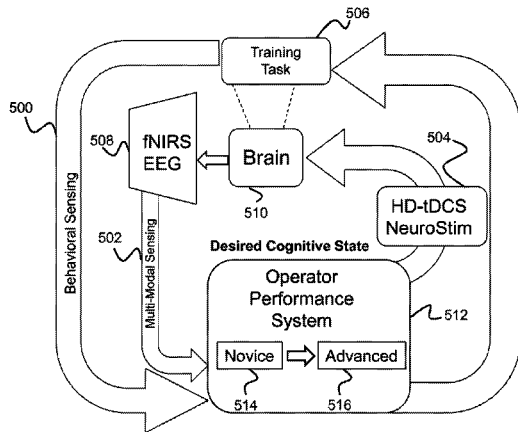 506
Training
Task
500
508
fNIRS
EEG
Brain
510
504
HD-tDCS
NeuroStim
502
Behavioral Sensing
Multi-Modal Sensing
Desired Cognitive State
Operator
Performance
System
512
Novice
Advanced
514
516